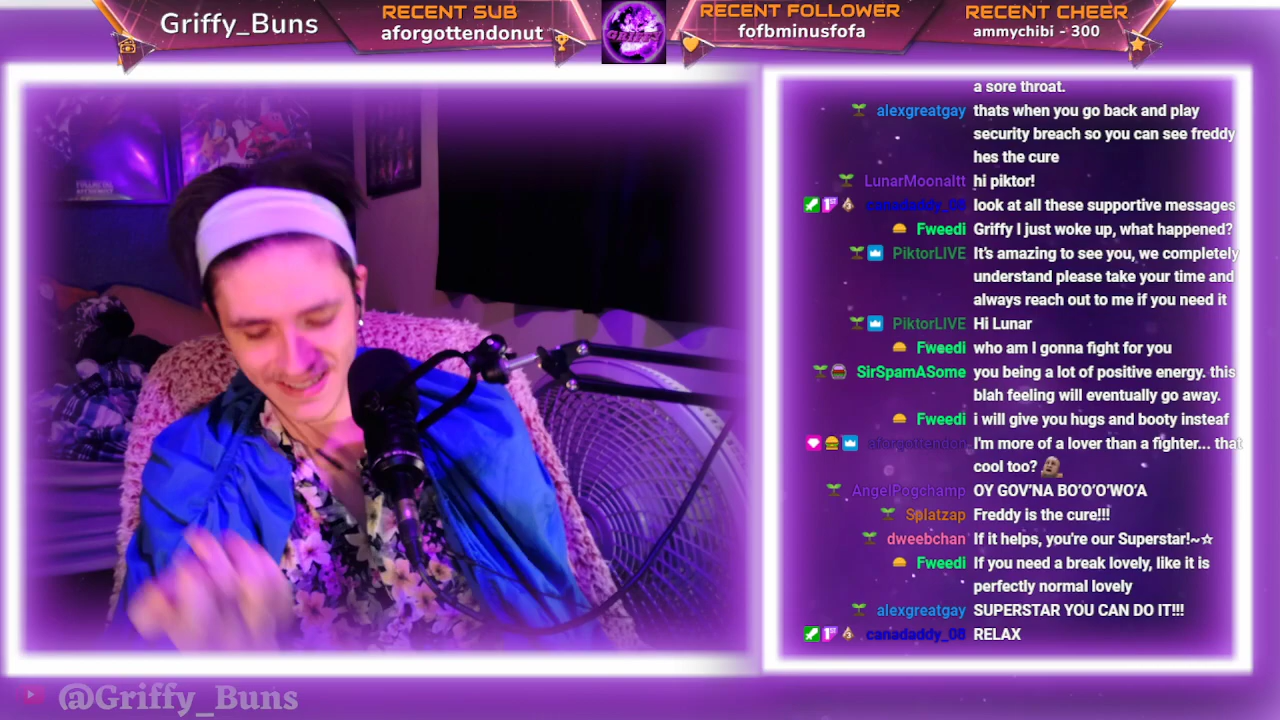 Griffy_Buns
RECENT SUB
aforgottendonut
GRIFFY
RECENT FOLLOWER
fofbminusfofa
RECENT CHEER
ammychibi - 300
a sore throat.
alexgreatgay thats when you go back and play
security breach so you can see freddy
hes the cure
LunarMoonaltt hi piktor!
canadaddy_08 look at all these supportive messages
Fweedi Griffy I just woke up, what happened?
PiktorLIVE It's amazing to see you, we completely
understand please take your time and
always reach out to me if you need it
PiktorLIVE Hi Lunar
Fweedi who am I gonna fight for you
SirSpamASome you being a lot of positive energy. this
blah feeling will eventually go away.
Fweedi i will give you hugs and booty insteaf
aforgottendon I'm more of a lover than a fighter... that
cool too?
AngelPogchamp OY GOV'NA BO'O'O'WO'A
Splatzap Freddy is the cure!!!
dweebchan If it helps, you're our Superstar!~☆
Fweedi If you need a break lovely, like it is
perfectly normal lovely
alexgreatgay SUPERSTAR YOU CAN DO IT!!!
canadaddy_08 RELAX
@Griffy_Buns